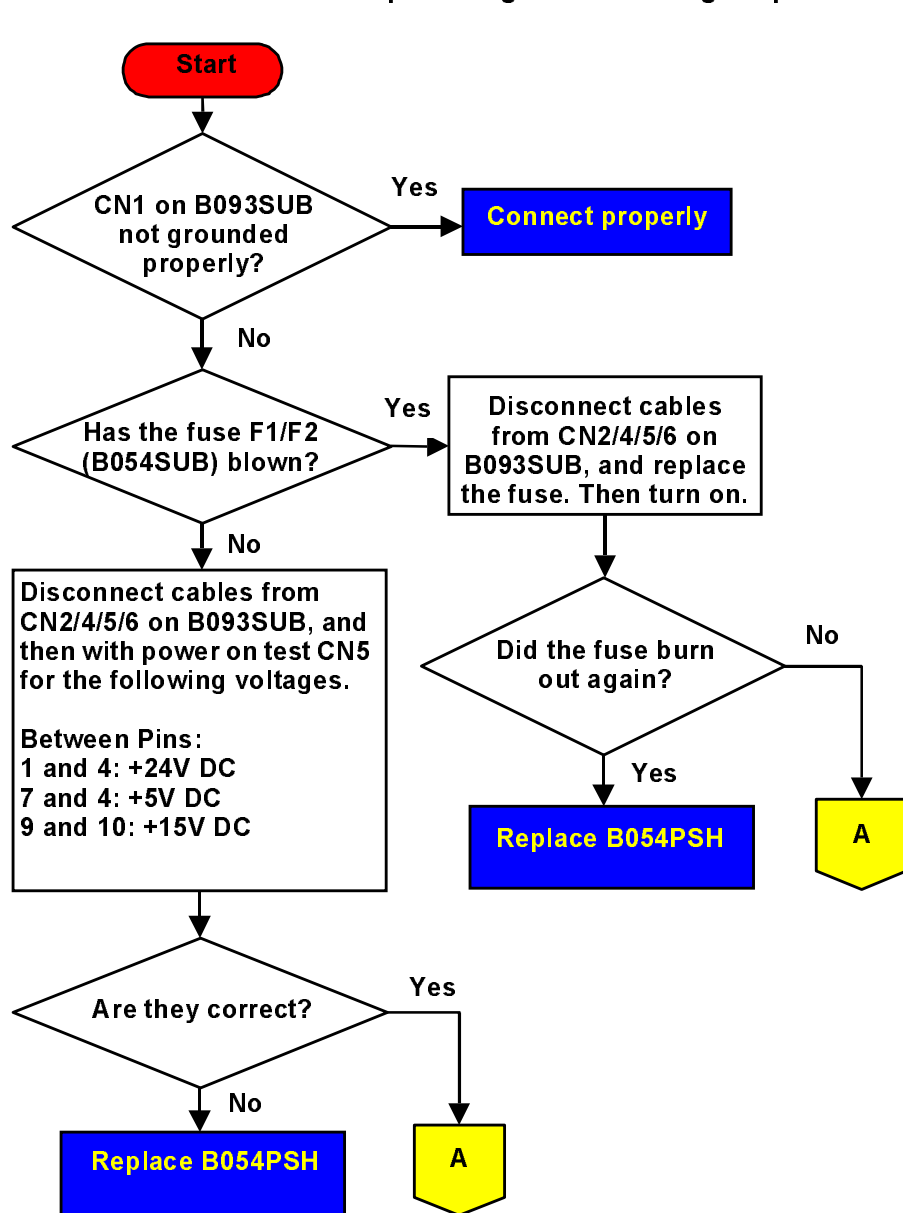 Start
CN1 on B093SUB
not grounded
properly?
Yes
Connect properly
No
Has the fuse F1/F2
(B054SUB) blown?
Yes
Disconnect cables
from CN2/4/5/6 on
B093SUB, and replace
the fuse. Then turn on.
No
Disconnect cables from
CN2/4/5/6 on B093SUB, and
then with power on test CN5
for the following voltages.
Between Pins:
1 and 4: +24V DC
7 and 4: +5V DC
9 and 10: +15V DC
Did the fuse burn
out again?
No
Yes
Replace B054PSH
A
Are they correct?
Yes
No
Replace B054PSH
A